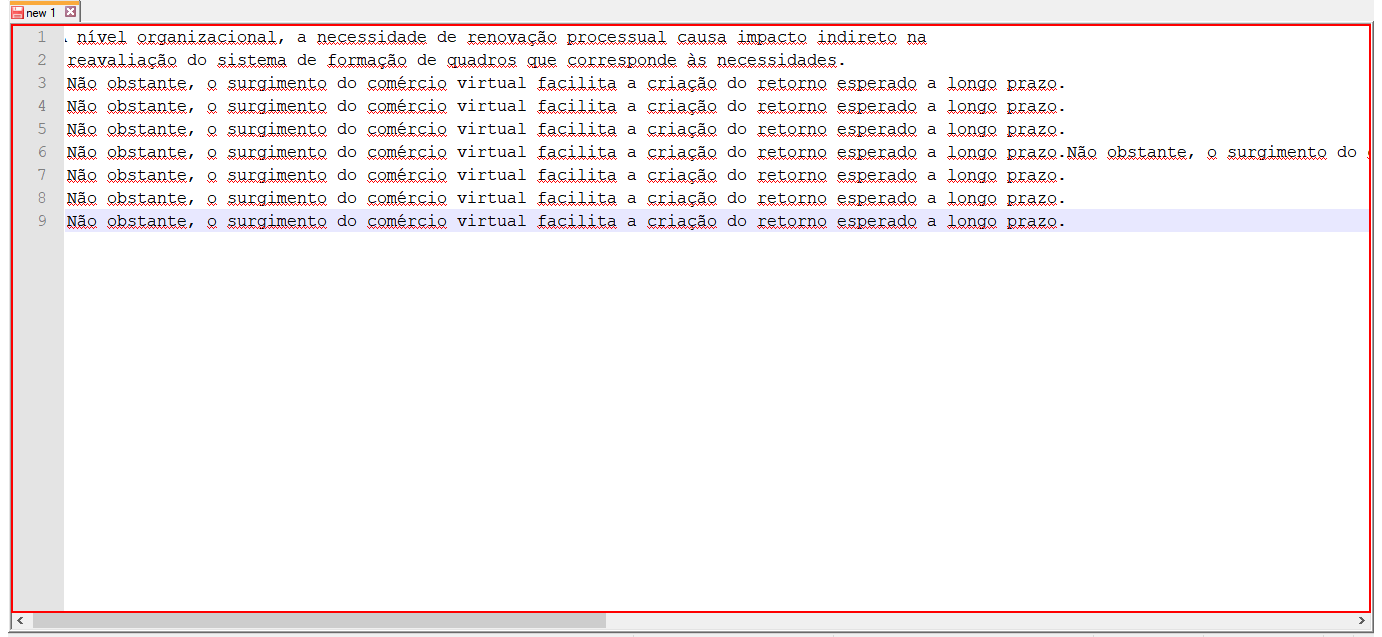 new 1
1 nível organizacional, a necessidade de renovação processual causa impacto indireto na
2 reavaliação do sistema de formação de quadros que corresponde às necessidades.
3 Não obstante, o surgimento do comércio virtual facilita a criação do retorno esperado a longo prazo.
4 Não obstante, o surgimento do comércio virtual facilita a criação do retorno esperado a longo prazo.
5 Não obstante, o surgimento do comércio virtual facilita a criação do retorno esperado a longo prazo.
6 Não obstante, o surgimento do comércio virtual facilita a criação do retorno esperado a longo prazo.Não obstante, o surgimento do
7 Não obstante, o surgimento do comércio virtual facilita a criação do retorno esperado a longo prazo.
8 Não obstante, o surgimento do comércio virtual facilita a criação do retorno esperado a longo prazo.
9 Não obstante, o surgimento do comércio virtual facilita a criação do retorno esperado a longo prazo.